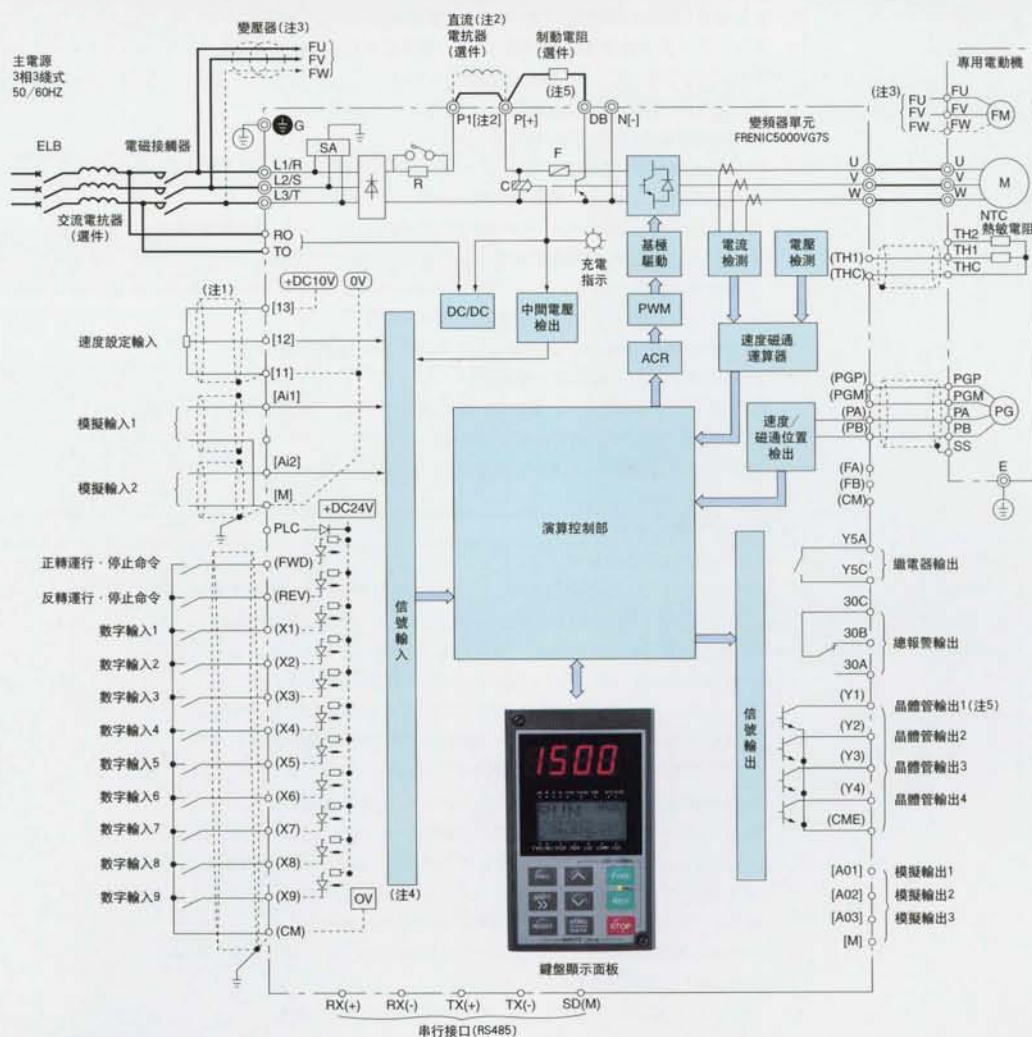 變壓器(注3)
FU
FV
FW
主電源
3相3綫式
50/60HZ
直流(注2)
電抗器
(選件)
制動電阻
(選件)
(注5)
專用電動機
(注3)
FU
FV
FW
FU
FV
FW
FM
G
P1[注2]
P[+]
DB
N[-]
變頻器單元
FRENIC5000VG7S
ELB
電磁接觸器
SA
L1/R
L2/S
L3/T
R
F
C
U
V
W
U
V
W
M
交流電抗器
(選件)
RO
TO
充電
指示
基極
驅動
電流
檢測
電壓
檢測
NTC
熱敏電阻
TH2
(TH1)
TH1
(THC)
THC
+DC10V
0V
(注1)
[13]
DC/DC
中間電壓
檢出
PWM
速度磁通
運算器
速度設定輸入
[12]
ACR
[11]
[Ai1]
模擬輸入1
(PGP)
PGP
(PGM)
PGM
(PA)
PA
(PB)
PB
SS
PG
速度/
磁通位置
檢出
[Ai2]
模擬輸入2
[M]
(FA)
(FB)
(CM)
E
+DC24V
PLC
演算控制部
正轉運行·停止命令
(FWD)
反轉運行·停止命令
(REV)
數字輸入1
(X1)
數字輸入2
(X2)
數字輸入3
(X3)
數字輸入4
(X4)
數字輸入5
(X5)
數字輸入6
(X6)
數字輸入7
(X7)
數字輸入8
(X8)
數字輸入9
(X9)
(CM)
OV
信號輸入
(注4)
Y5A
Y5C
繼電器輸出
30C
30B
30A
總報警輸出
(Y1)
晶體管輸出1(注5)
(Y2)
晶體管輸出2
(Y3)
晶體管輸出3
(Y4)
晶體管輸出4
(CME)
信號輸出
1500
RUN
STOP
[A01]
模擬輸出1
[A02]
模擬輸出2
[A03]
模擬輸出3
[M]
鍵盤顯示面板
RX(+)
RX(-)
TX(+)
TX(-)
SD(M)
串行接口(RS485)